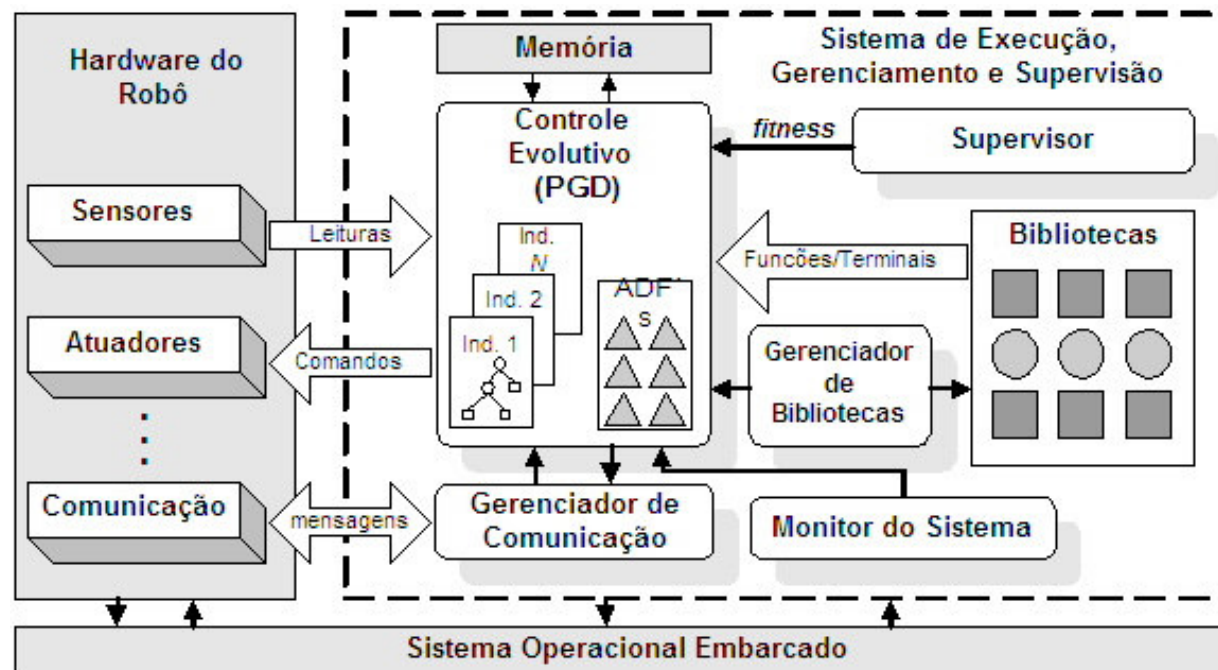 Hardware do
Robô
Sensores
Atuadores
Comunicação
Leituras
Comandos
mensagens
Memória
Controle
Evolutivo
(PGD)
Ind.
N
Ind. 2
Ind. 1
ADF'
s
Gerenciador de
Comunicação
Sistema de Execução,
Gerenciamento e Supervisão
fitness
Supervisor
Funcões/Terminais
Bibliotecas
Gerenciador
de
Bibliotecas
Monitor do Sistema
Sistema Operacional Embarcado